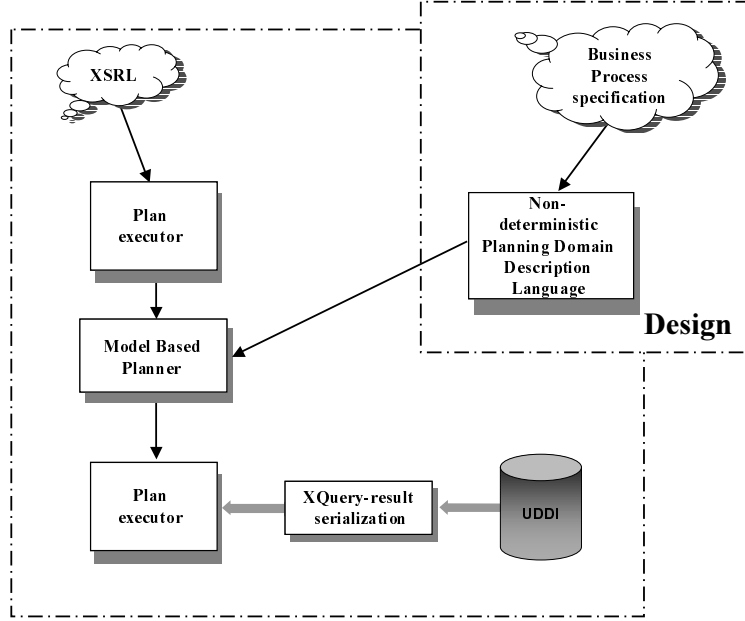 XSRL
Business
Process
specification
Plan
executor
Non-
deterministic
Planning Domain
Description
Language
Design
Model Based
Planner
Plan
executor
XQuery-result
serialization
UDDI